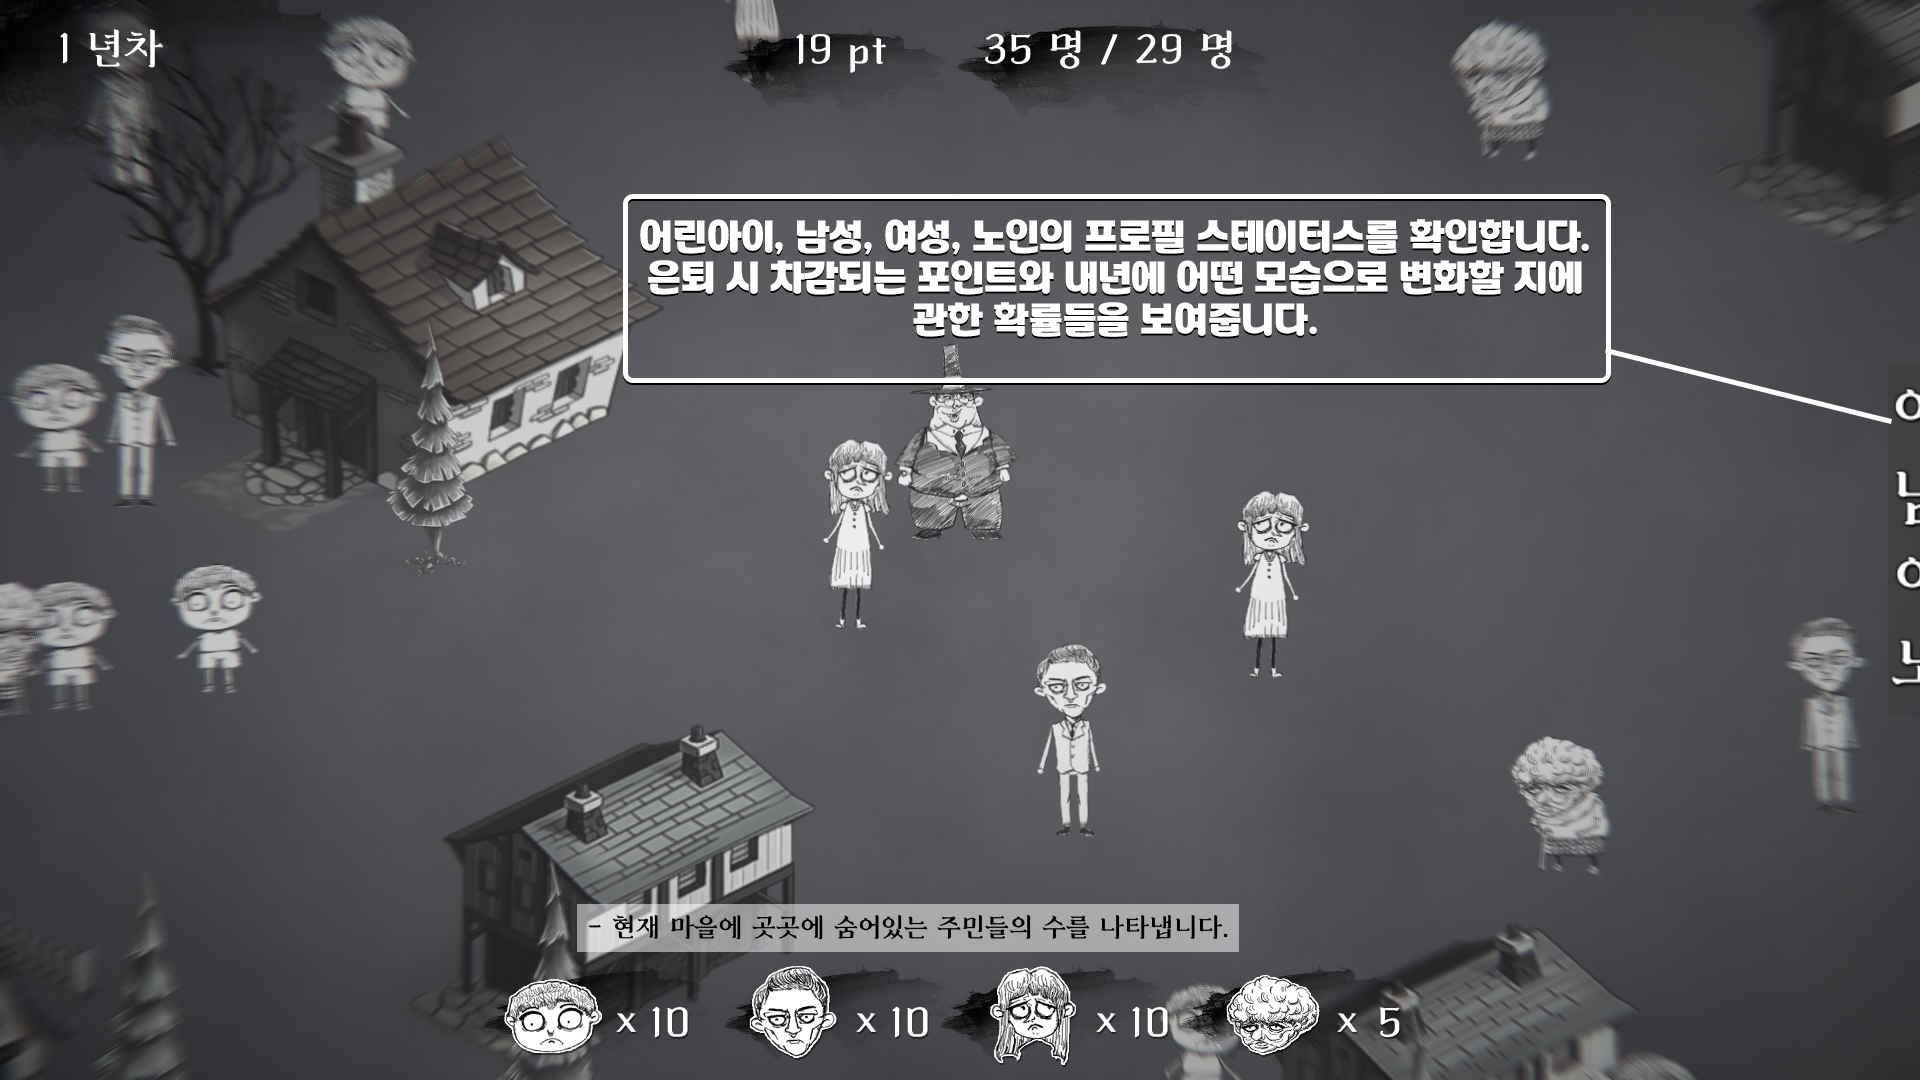 1 년차
19 pt
35 명 / 29 명
어린아이, 남성, 여성, 노인의 프로필 스테이터스를 확인합니다.
은퇴 시 차감되는 포인트와 내년에 어떤 모습으로 변화할 지에
관한 확률들을 보여줍니다.
- 현재 마을에 곳곳에 숨어있는 주민들의 수를 나타냅니다.
x 10
x 10
x 10
x 5